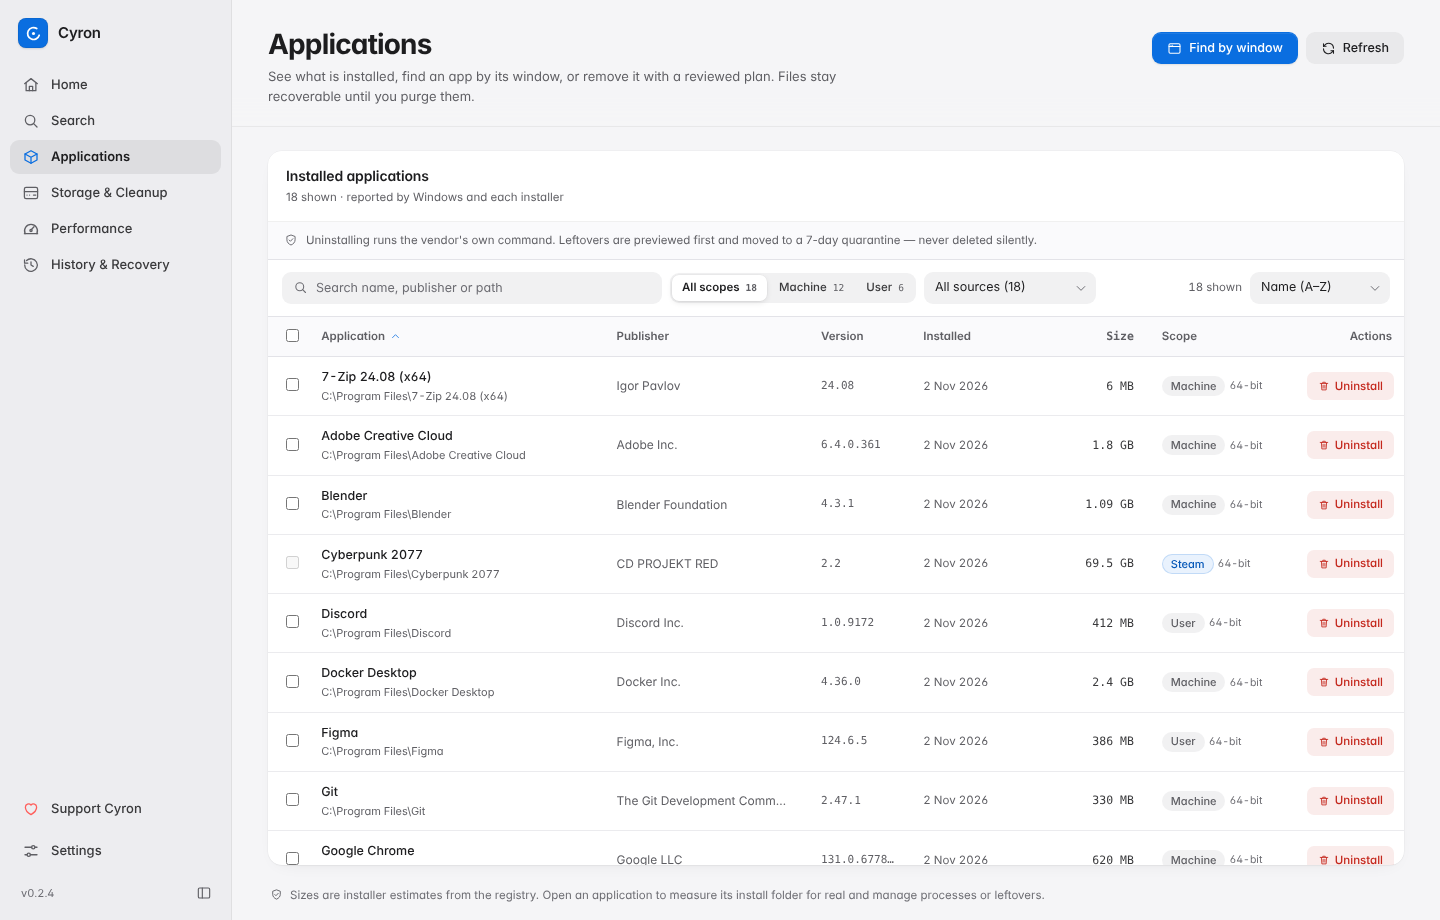 Cyron
Home
Search
Applications
Storage & Cleanup
Performance
History & Recovery
Support Cyron
Settings
v0.2.4
Applications
See what is installed, find an app by its window, or remove it with a reviewed plan. Files stay
recoverable until you purge them.
Find by window
Refresh
Installed applications
18 shown · reported by Windows and each installer
Uninstalling runs the vendor's own command. Leftovers are previewed first and moved to a 7-day quarantine — never deleted silently.
Search name, publisher or path
All scopes 18
Machine 12
User 6
All sources (18)
18 shown
Name (A–Z)
Application Publisher Version Installed Size Scope Actions
7-Zip 24.08 (x64)
C:\Program Files\7-Zip 24.08 (x64)
Igor Pavlov 24.08 2 Nov 2026 6 MB Machine 64-bit Uninstall
Adobe Creative Cloud
C:\Program Files\Adobe Creative Cloud
Adobe Inc. 6.4.0.361 2 Nov 2026 1.8 GB Machine 64-bit Uninstall
Blender
C:\Program Files\Blender
Blender Foundation 4.3.1 2 Nov 2026 1.09 GB Machine 64-bit Uninstall
Cyberpunk 2077
C:\Program Files\Cyberpunk 2077
CD PROJEKT RED 2.2 2 Nov 2026 69.5 GB Steam 64-bit Uninstall
Discord
C:\Program Files\Discord
Discord Inc. 1.0.9172 2 Nov 2026 412 MB User 64-bit Uninstall
Docker Desktop
C:\Program Files\Docker Desktop
Docker Inc. 4.36.0 2 Nov 2026 2.4 GB Machine 64-bit Uninstall
Figma
C:\Program Files\Figma
Figma, Inc. 124.6.5 2 Nov 2026 386 MB User 64-bit Uninstall
Git
C:\Program Files\Git
The Git Development Comm... 2.47.1 2 Nov 2026 330 MB Machine 64-bit Uninstall
Google Chrome
Google LLC 131.0.6778… 2 Nov 2026 620 MB Machine 64-bit Uninstall
Sizes are installer estimates from the registry. Open an application to measure its install folder for real and manage processes or leftovers.